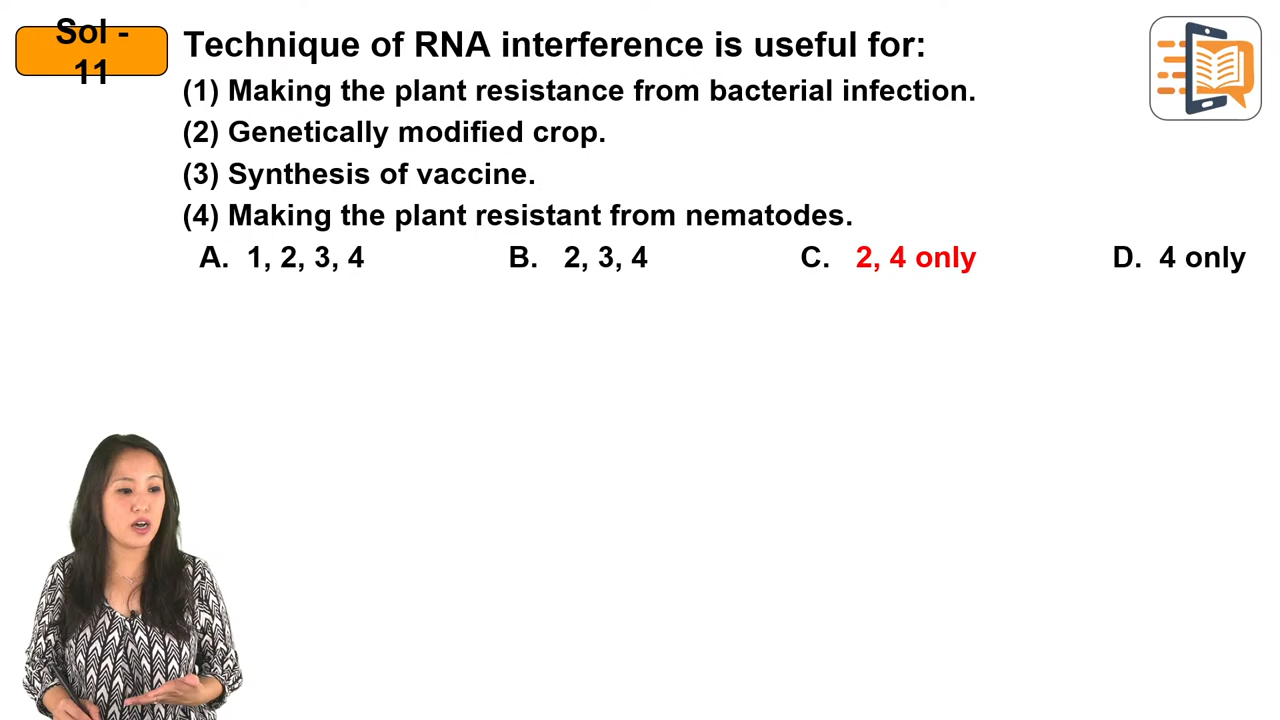 Sol -
11
Technique of RNA interference is useful for:
(1) Making the plant resistance from bacterial infection.
(2) Genetically modified crop.
(3) Synthesis of vaccine.
(4) Making the plant resistant from nematodes.
A. 1, 2, 3, 4 B. 2, 3, 4 C. 2, 4 only D. 4 only